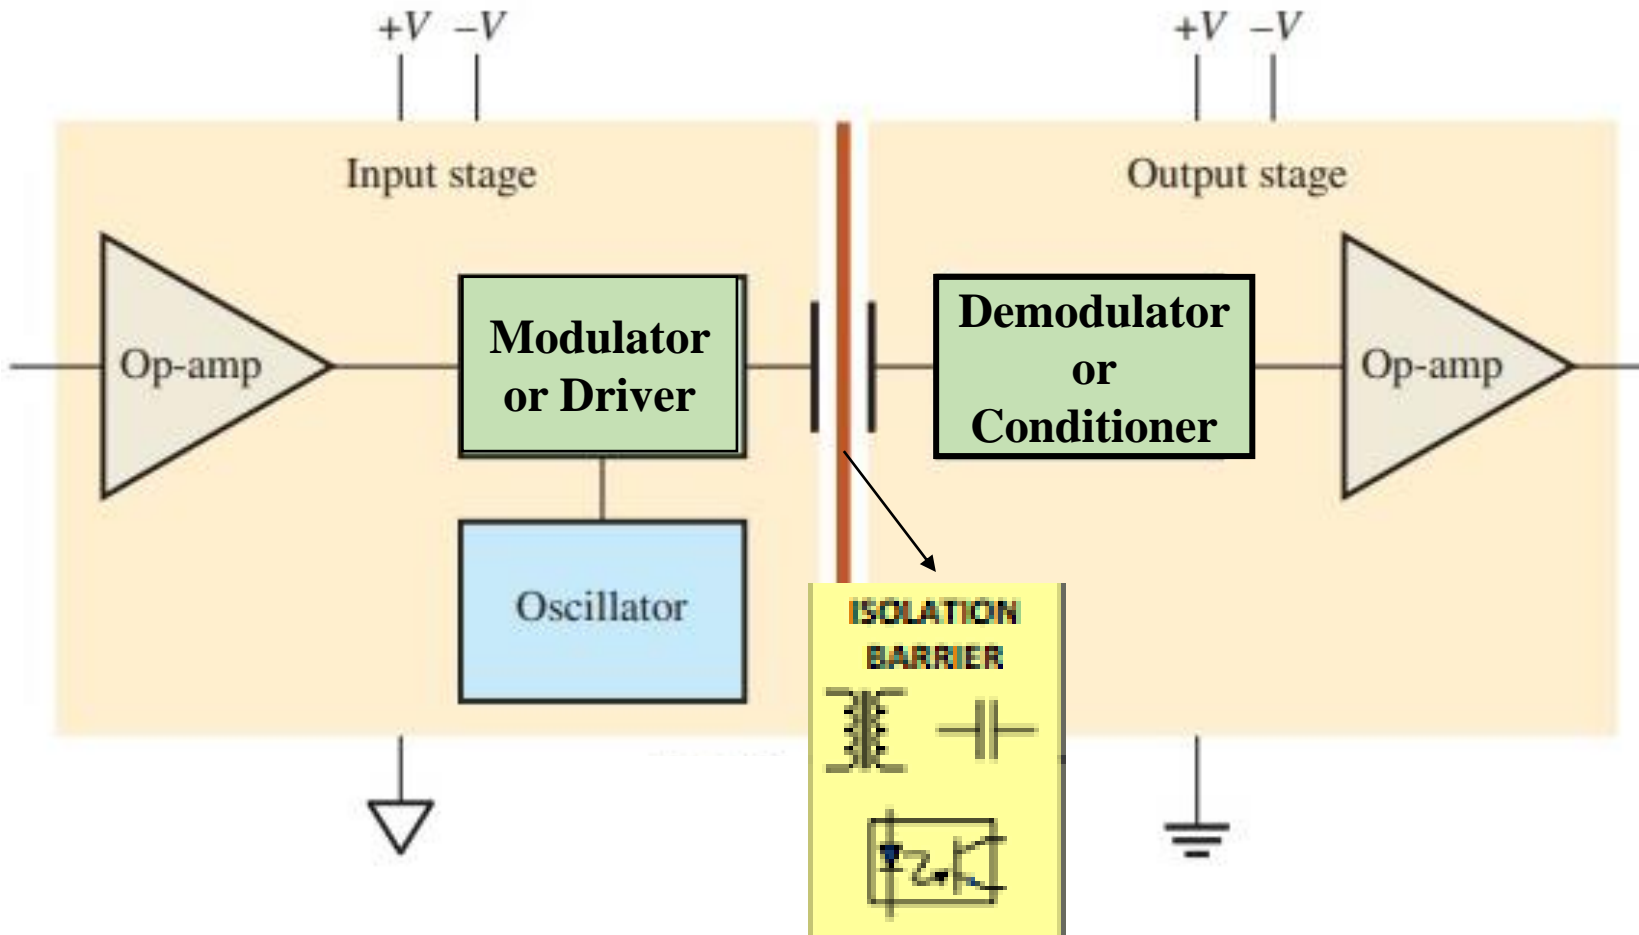 +V –V
+V –V
Input stage
Output stage
Op-amp
Modulator
or Driver
Demodulator
or
Conditioner
Op-amp
Oscillator
ISOLATION
BARRIER